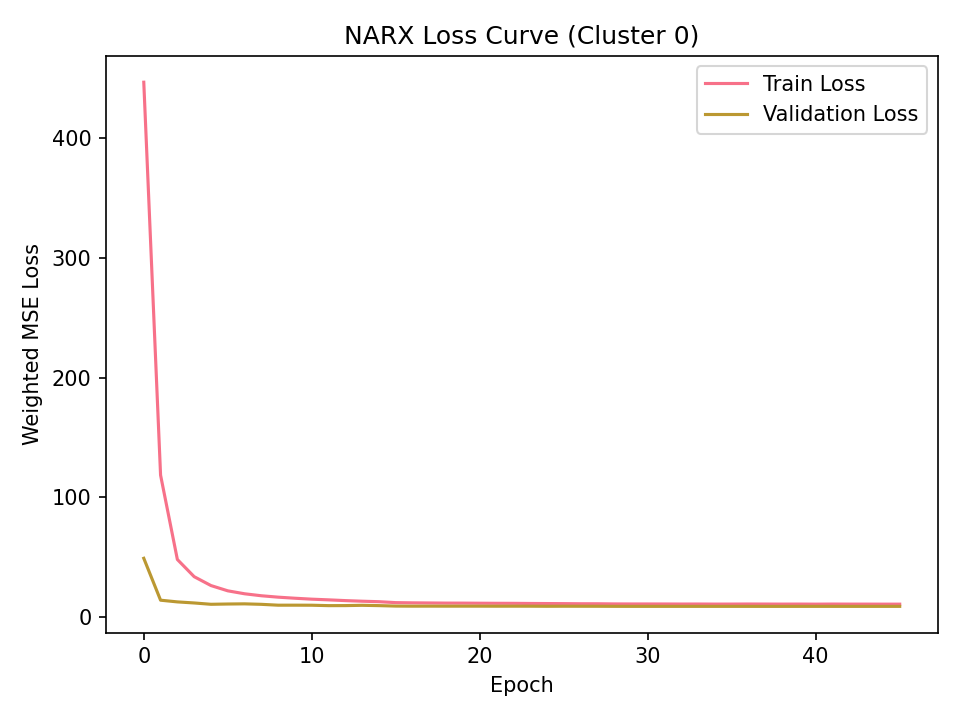 NARX Loss Curve (Cluster 0)
Train Loss
Validation Loss
Weighted MSE Loss
400
300
200
100
0
0 10 20 30 40
Epoch